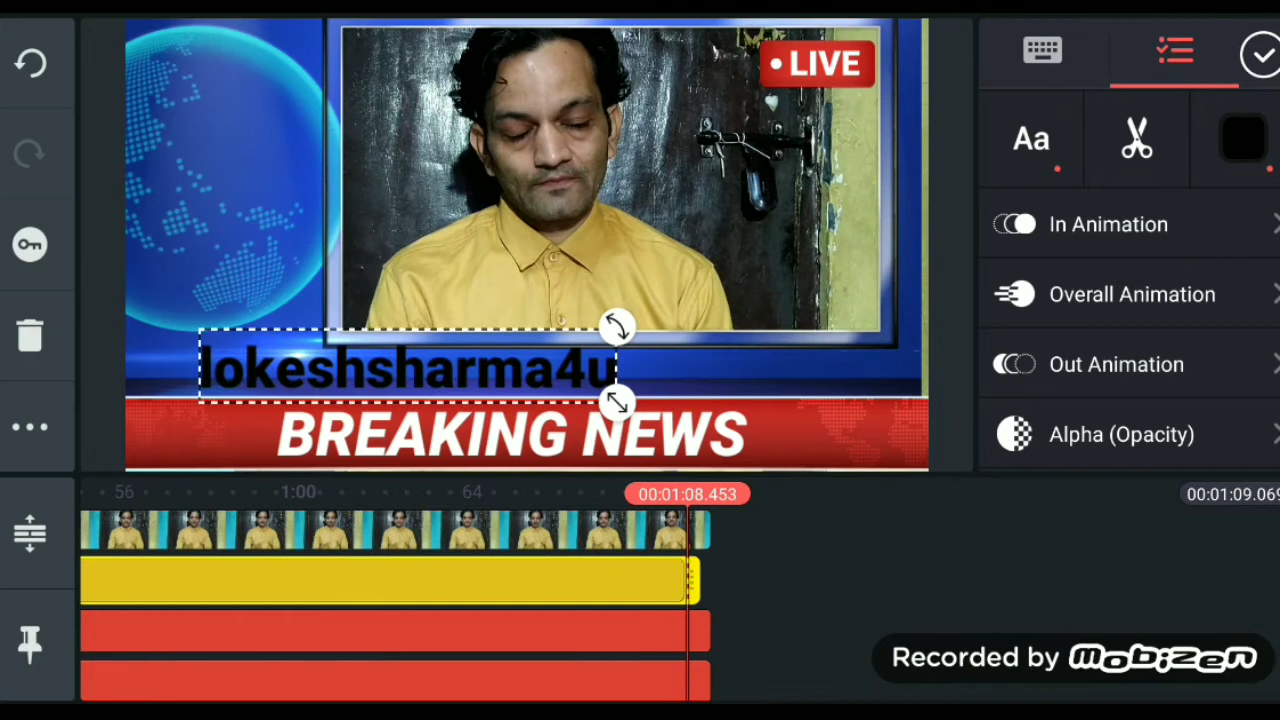 LIVE
Aa
In Animation
Overall Animation
lokeshsharma4u
Out Animation
BREAKING NEWS
Alpha (Opacity)
56
1:00
64
00:01:08.453
00:01:09.069
Recorded by Mobizen